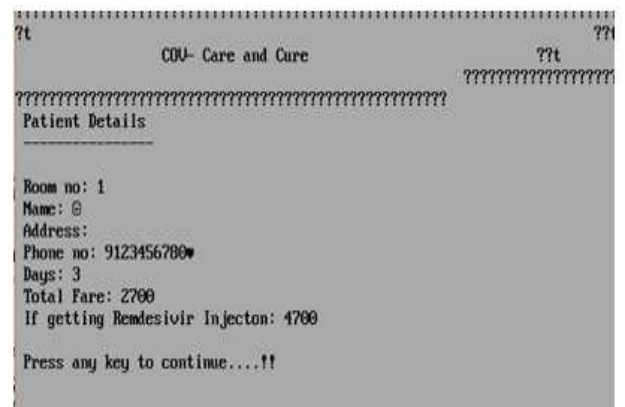 ?t ??t
COV- Care and Cure ??t
???????????????????
????????????????????????????????????????????????????
Patient Details
----------------
Room no: 1
Name: ☺
Address:
Phone no: 9123456780♥
Days: 3
Total Fare: 2700
If getting Remdesivir Injecton: 4700
Press any key to continue....!!